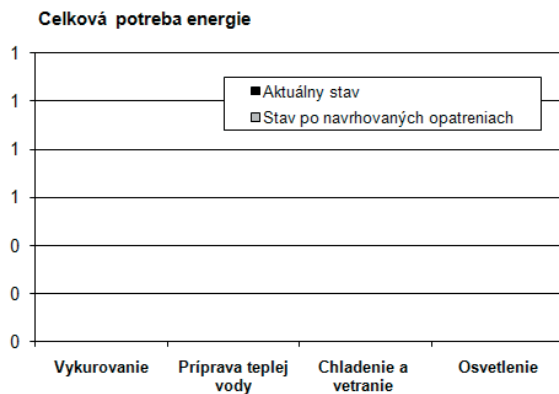 Celková potreba energie
1
1
1
1
0
0
0
Aktuálny stav
Stav po navrhovaných opatreniach
Vykurovanie
Príprava teplej
vody
Chladenie a
vetranie
Osvetlenie